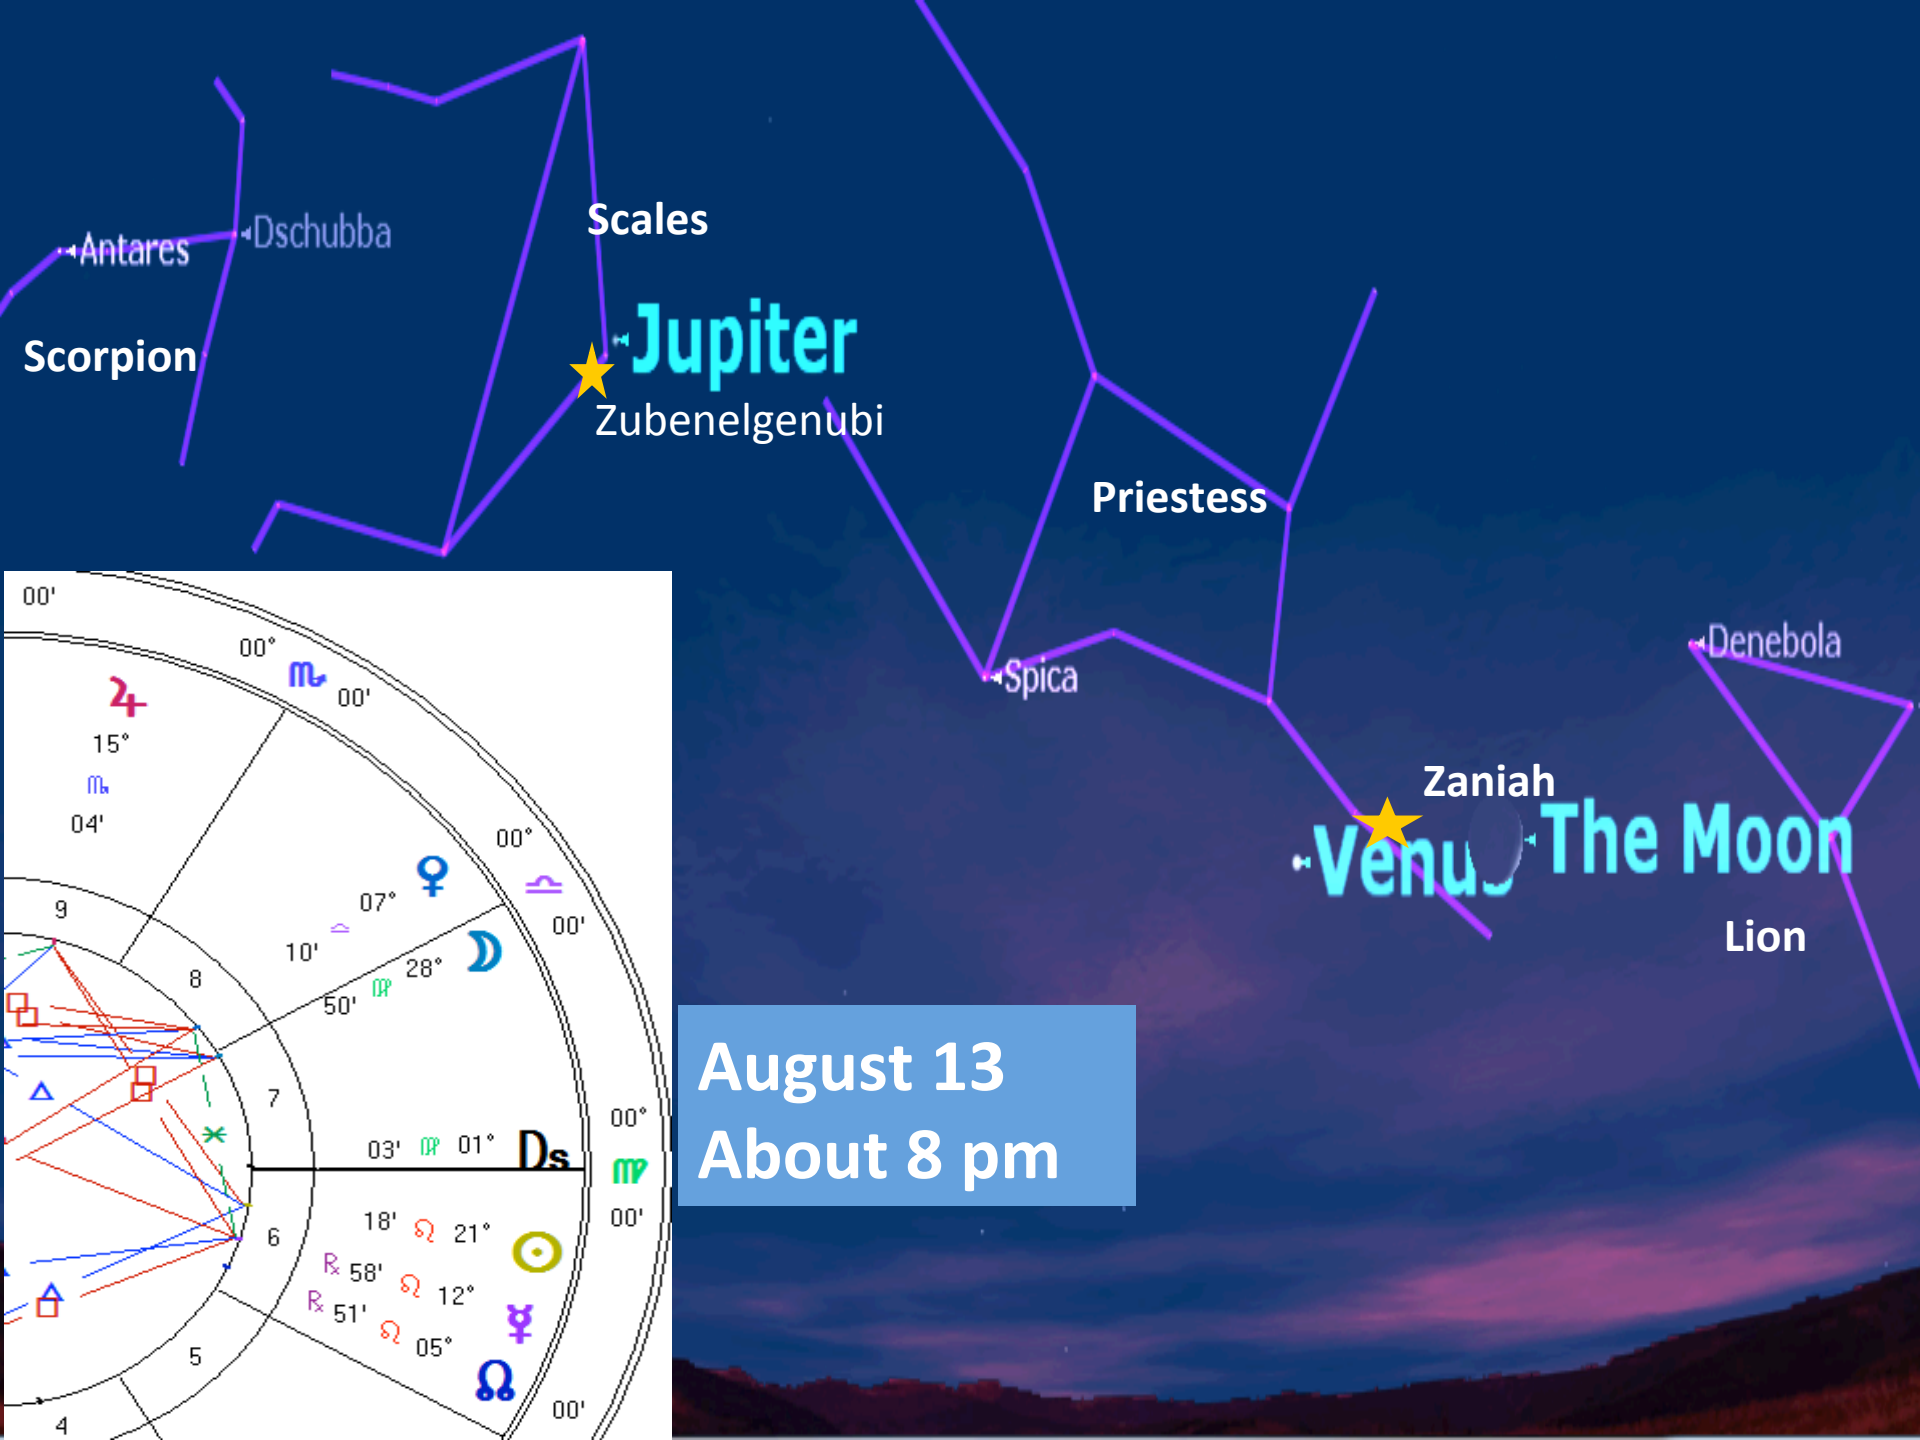 Scales
Antares
Dschubba
Jupiter
Scorpion
Zubenelgenubi
Priestess
Spica
Denebola
Zaniah
Venus
The Moon
Lion
00'
00° ♏ 00'
♃
15°
♏
04'
00°
♎
00'
♀
07°
♎
10'
☽
28°
♍
50'
9
8
7
6
5
4
03' ♍ 01° Ds
00°
♍
00'
18' ♌ 21° ☉
℞ 58' ♌ 12° ☿
℞ 51' ♌ 05° ☊
00'
August 13
About 8 pm